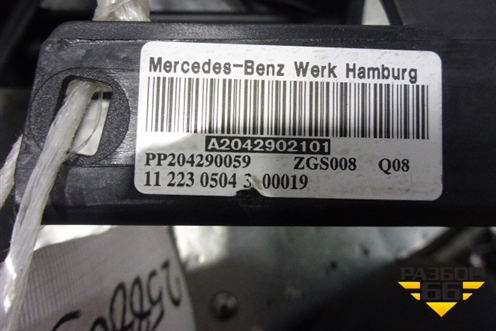 Mercedes-Benz Werk Hamburg
A2042902101
PP204290059 ZGS008 Q08
11 223 0504 3 00019
РАЗБОР
66